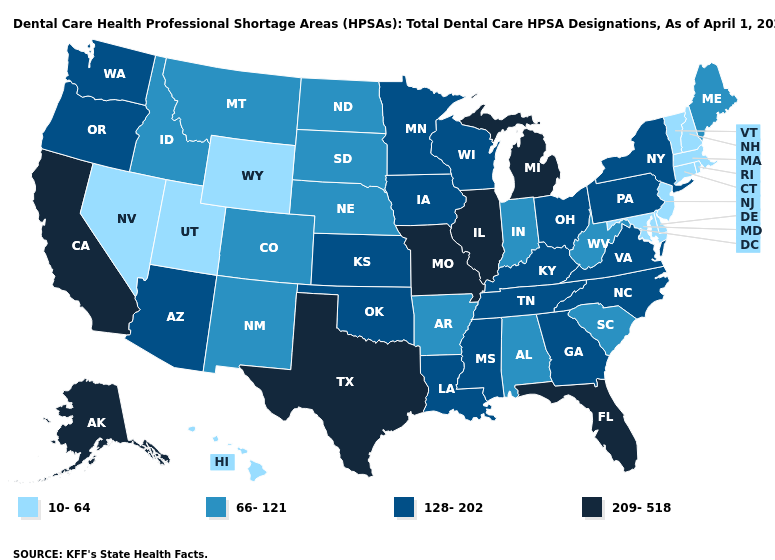 Dental Care Health Professional Shortage Areas (HPSAs): Total Dental Care HPSA Designations, As of April 1,
WA
OR
CA
ID
NV
MT
WY
UT
AZ
CO
NM
ND
SD
NE
KS
OK
TX
MN
IA
MO
AR
LA
WI
IL
MI
IN
OH
KY
TN
MS
AL
GA
FL
SC
NC
VA
WV
PA
NY
ME
VT
NH
MA
RI
CT
NJ
DE
MD
DC
AK
HI
10- 64
66- 121
128- 202
209- 518
SOURCE: KFF's State Health Facts.